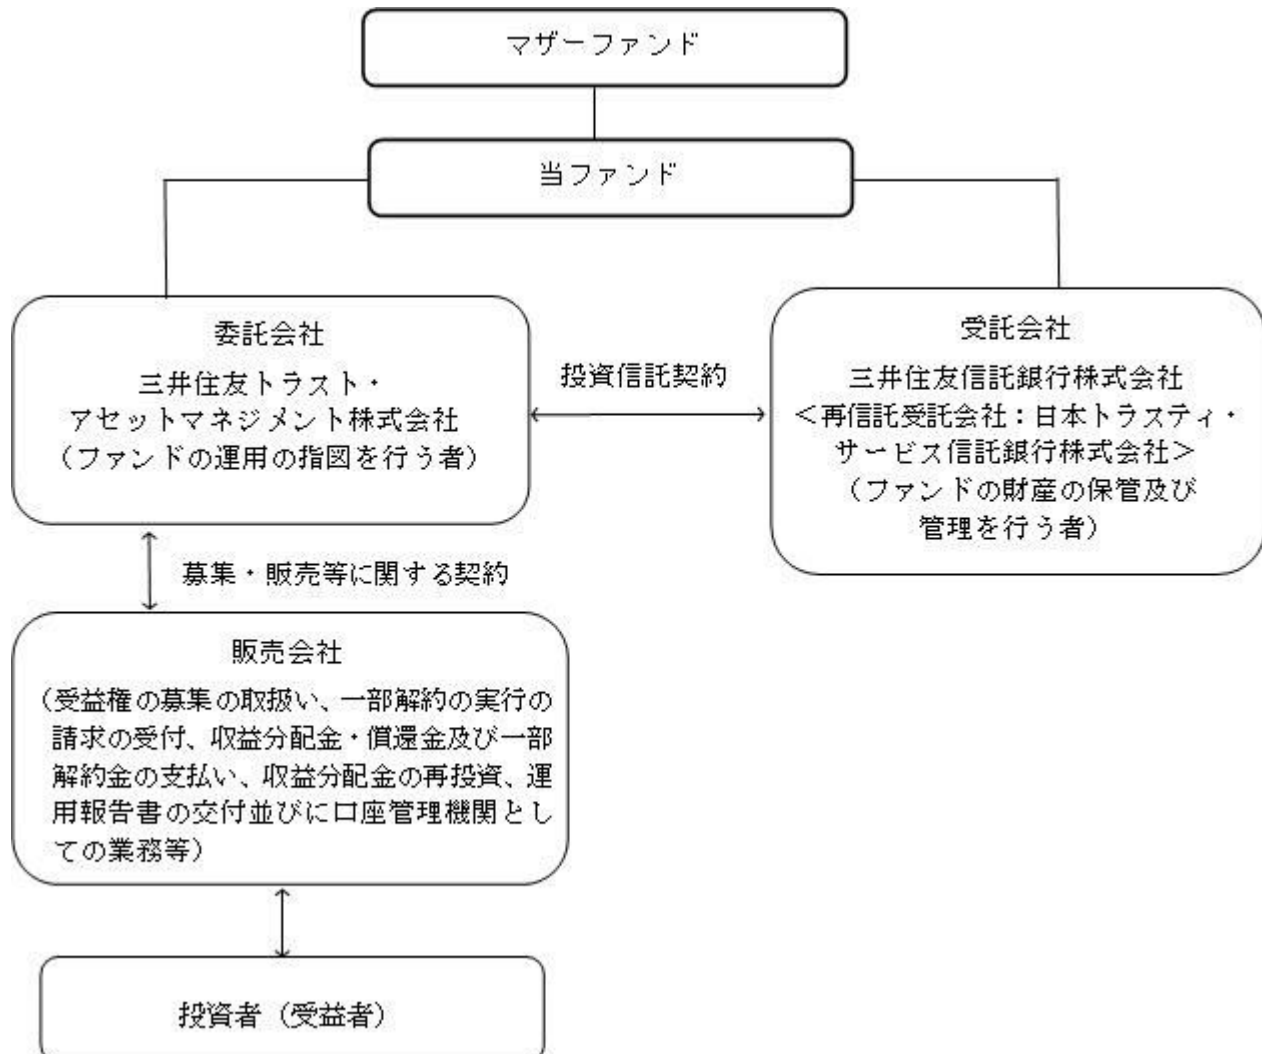 マザーファンド
当ファンド
委託会社
三井住友トラスト・
アセットマネジメント株式会社
（ファンドの運用の指図を行う者）
投資信託契約
受託会社
三井住友信託銀行株式会社
＜再信託受託会社：日本トラスティ・
サービス信託銀行株式会社＞
（ファンドの財産の保管及び
管理を行う者）
募集・販売等に関する契約
販売会社
（受益権の募集の取扱い、一部解約の実行の
請求の受付、収益分配金・償還金及び一部
解約金の支払い、収益分配金の再投資、運
用報告書の交付並びに口座管理機関とし
ての業務等）
投資者（受益者）